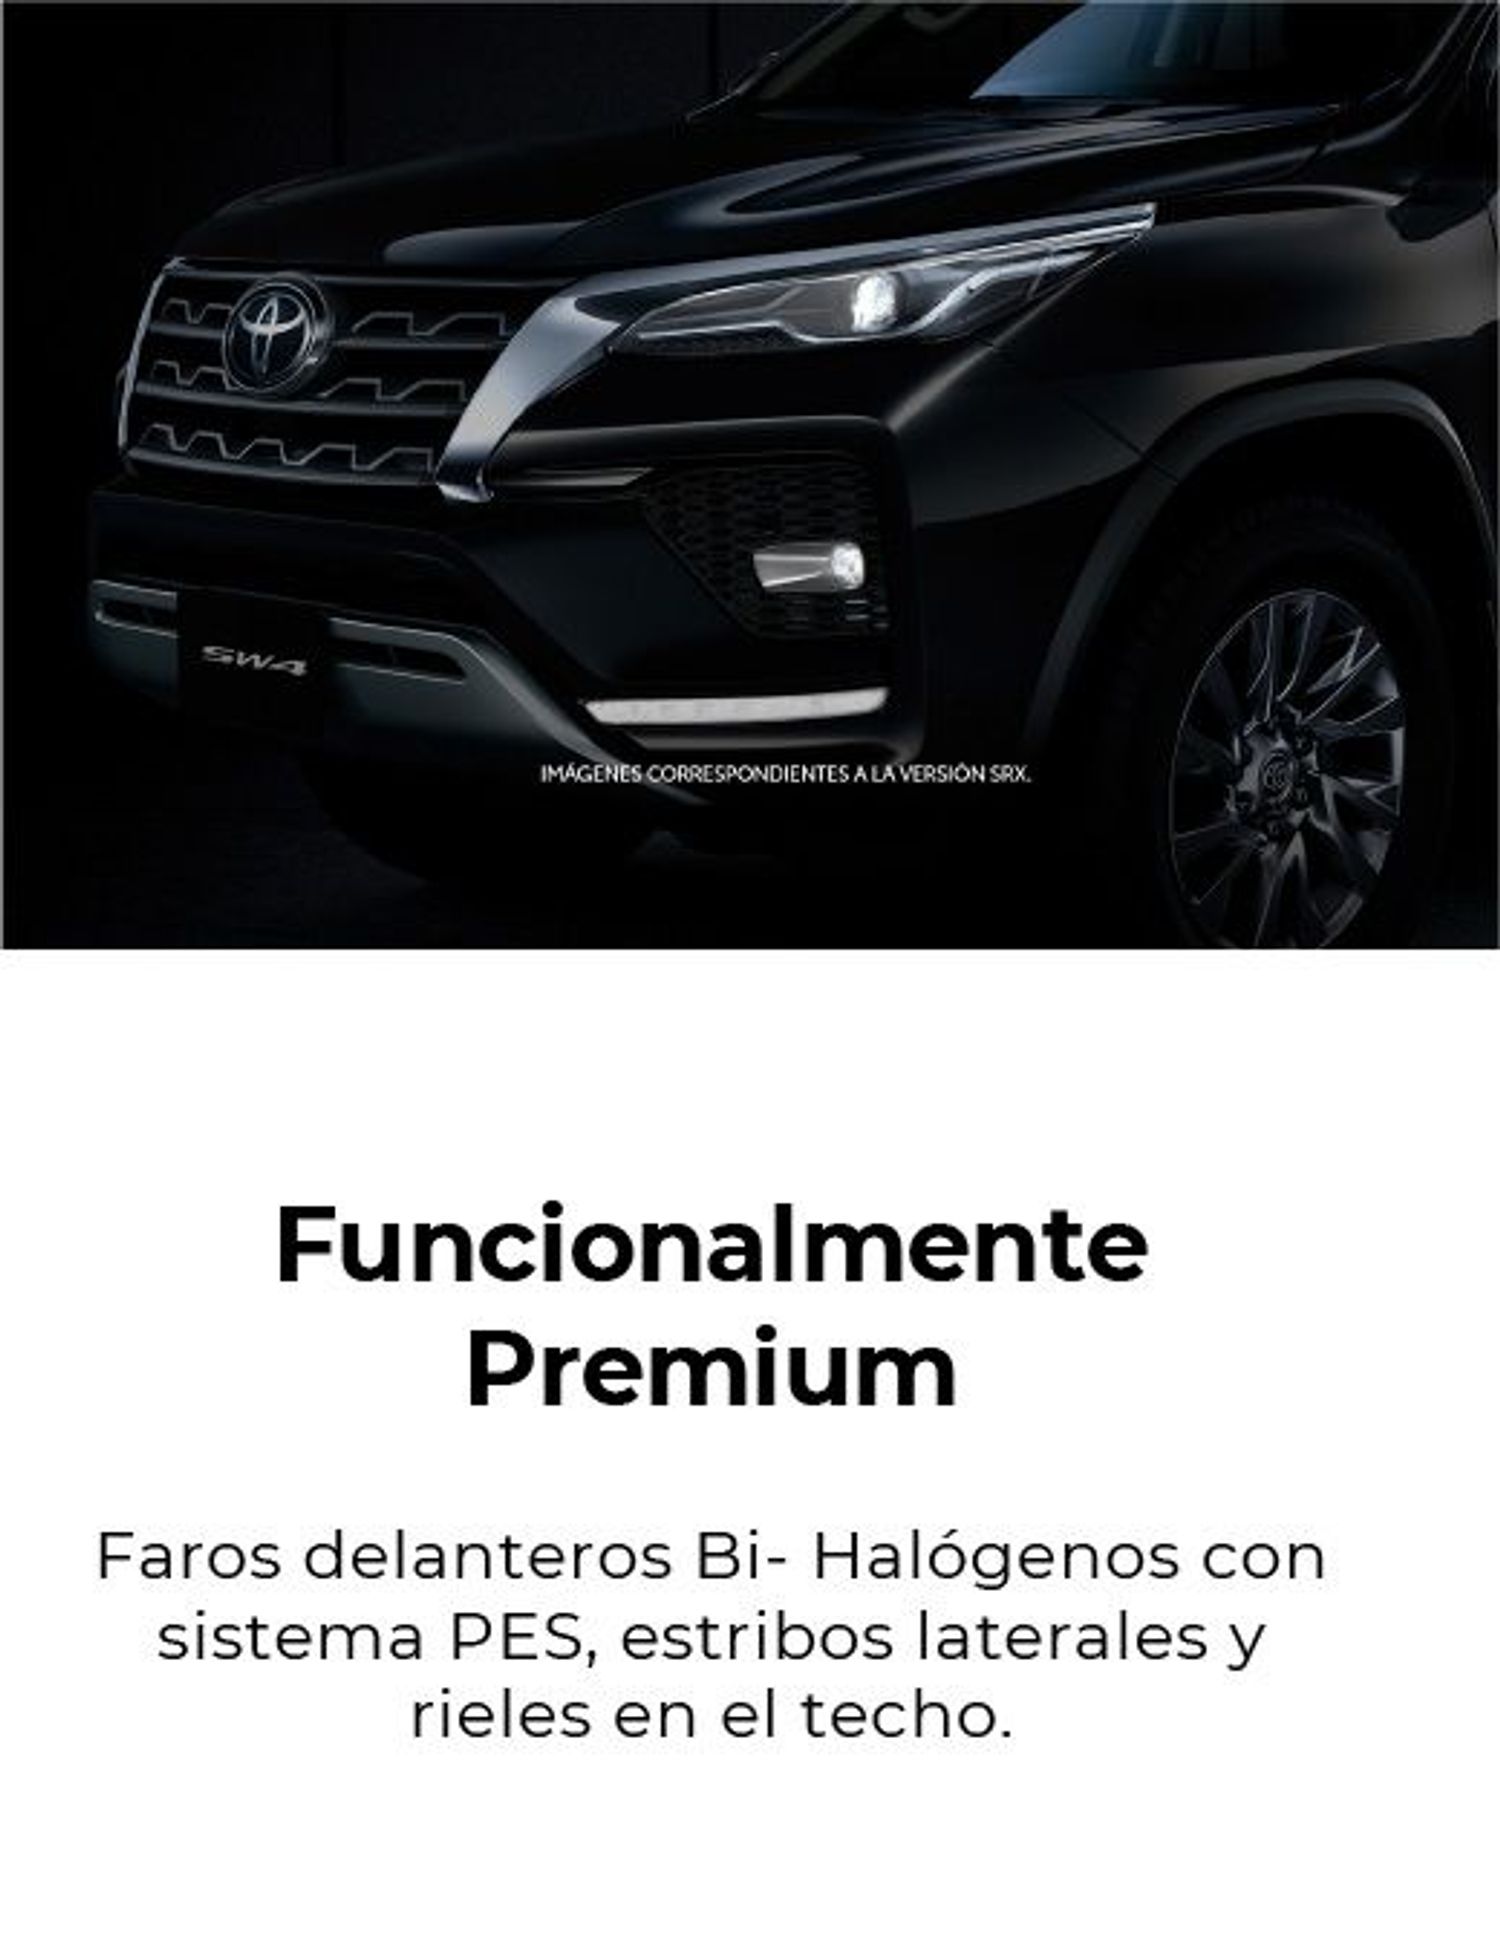 SW4
IMÁGENES CORRESPONDIENTES A LA VERSIÓN SRX.
Funcionalmente
Premium
Faros delanteros Bi- Halógenos con
sistema PES, estribos laterales y
rieles en el techo.